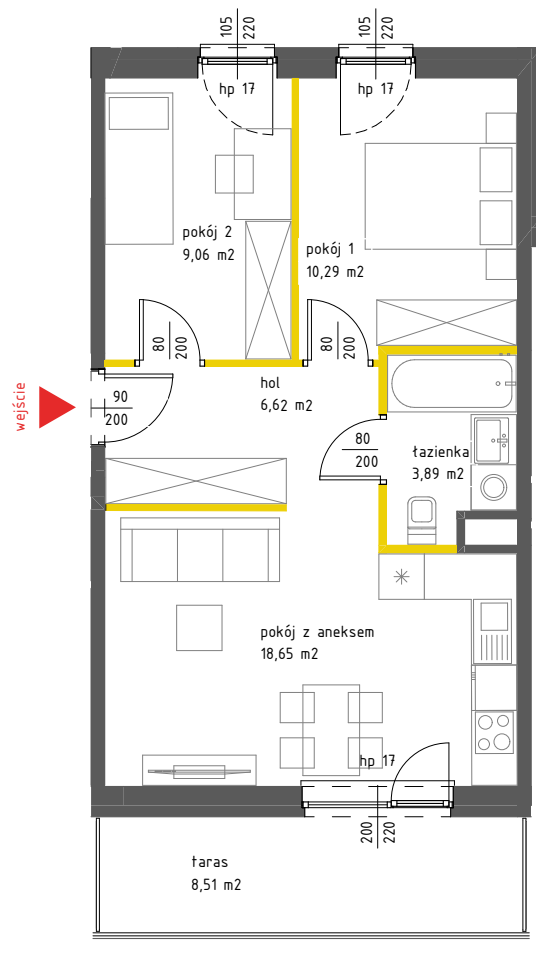 105
220
105
220
hp 17
hp 17
pokój 2
9,06 m2
pokój 1
10,29 m2
80
200
80
200
wejście
90
200
hol
6,62 m2
80
200
łazienka
3,89 m2
pokój z aneksem
18,65 m2
hp 17
200
220
taras
8,51 m2